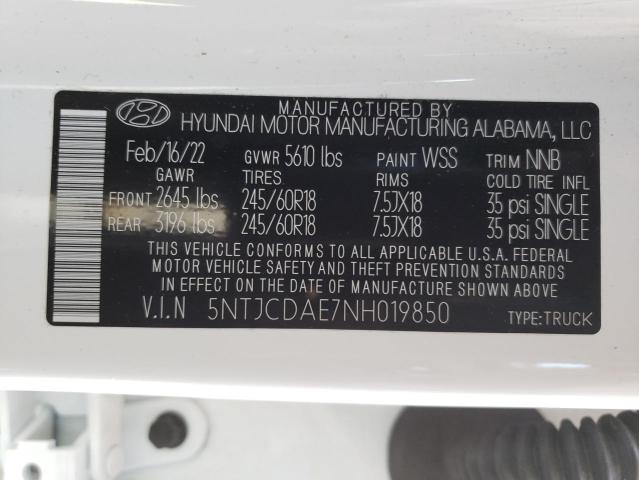 MANUFACTURED BY
HYUNDAI MOTOR MANUFACTURING ALABAMA, LLC
Feb/16/22 GVWR 5610 lbs PAINT WSS TRIM NNB
GAWR TIRES RIMS COLD TIRE INFL
FRONT 2645 lbs 245/60R18 7.5JX18 35 psi SINGLE
REAR 3196 lbs 245/60R18 7.5JX18 35 psi SINGLE
THIS VEHICLE CONFORMS TO ALL APPLICABLE U.S.A. FEDERAL
MOTOR VEHICLE SAFETY AND THEFT PREVENTION STANDARDS
IN EFFECT ON THE DATE OF MANUFACTURE SHOWN ABOVE.
V.I.N 5NTJCDAE7NH019850 TYPE:TRUCK